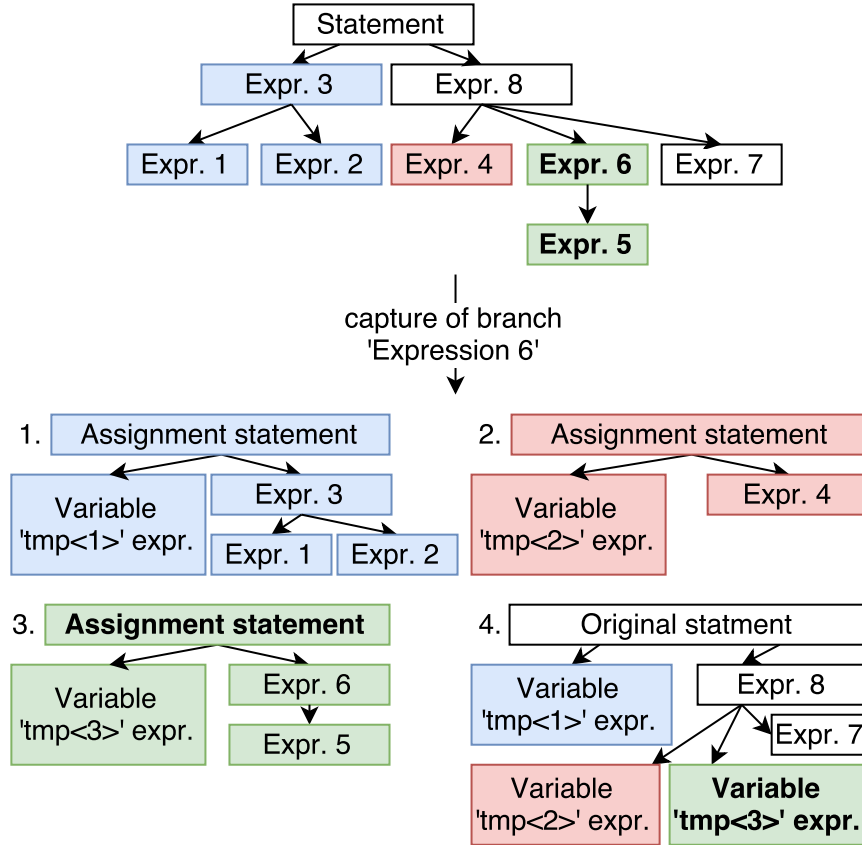 Statement
Expr. 3
Expr. 8
Expr. 1
Expr. 2
Expr. 4
Expr. 6
Expr. 7
Expr. 5
capture of branch
'Expression 6'
1. Assignment statement
Variable
'tmp<1>' expr.
Expr. 3
Expr. 1
Expr. 2
2. Assignment statement
Variable
'tmp<2>' expr.
Expr. 4
3. Assignment statement
Variable
'tmp<3>' expr.
Expr. 6
Expr. 5
4. Original statment
Variable
'tmp<1>' expr.
Expr. 8
Expr. 7
Variable
'tmp<2>' expr.
Variable
'tmp<3>' expr.